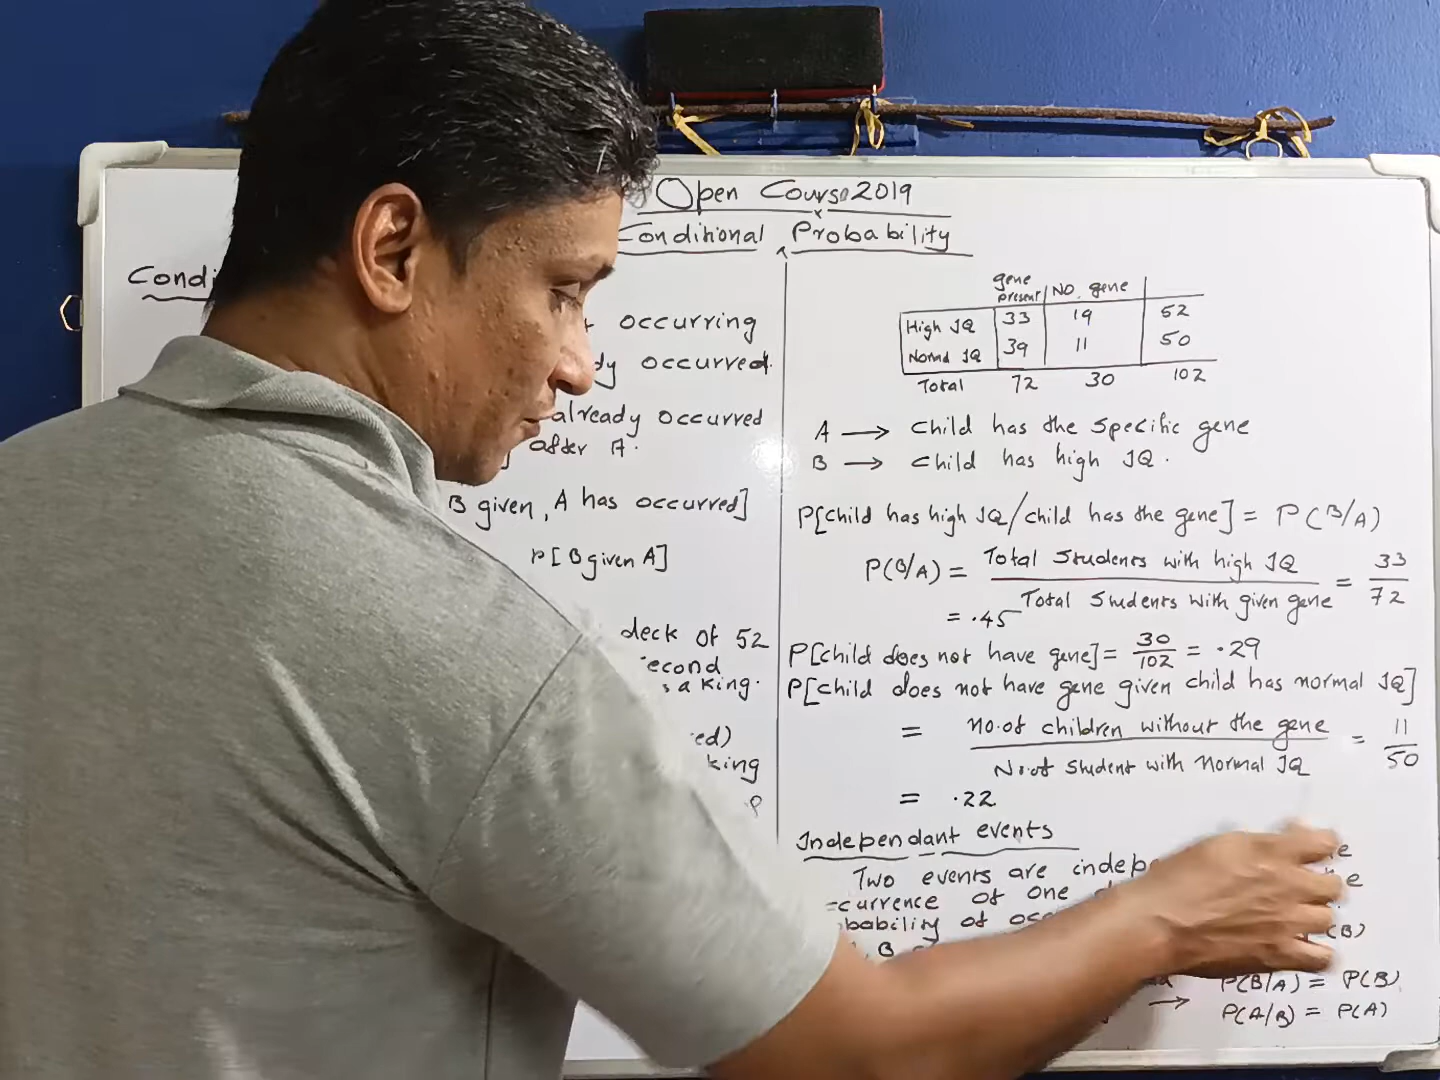 Open Course 2019
Conditional Probability
Condi
occurring
dy occurred.
already occurred
after A.
B given, A has occurred]
P[B given A]
deck of 52
econd
s a king.
ed)
king
gene present NO. gene
High IQ 33 19 52
Normal IQ 39 11 50
Total 72 30 102
A → Child has the specific gene
B → Child has high IQ.
P[child has high IQ/child has the gene] = P(B/A)
P(B/A) = Total Students with high IQ / Total Students with given gene = 33/72
= .45
P[child does not have gene] = 30/102 = .29
P[child does not have gene given child has normal IQ]
= no.of children without the gene / No.of student with normal IQ = 11/50
= .22
Independant events
Two events are indep
ccurrence of one
bability of occ
B
(B)
P(B/A) = P(B)
→ P(A/B) = P(A)